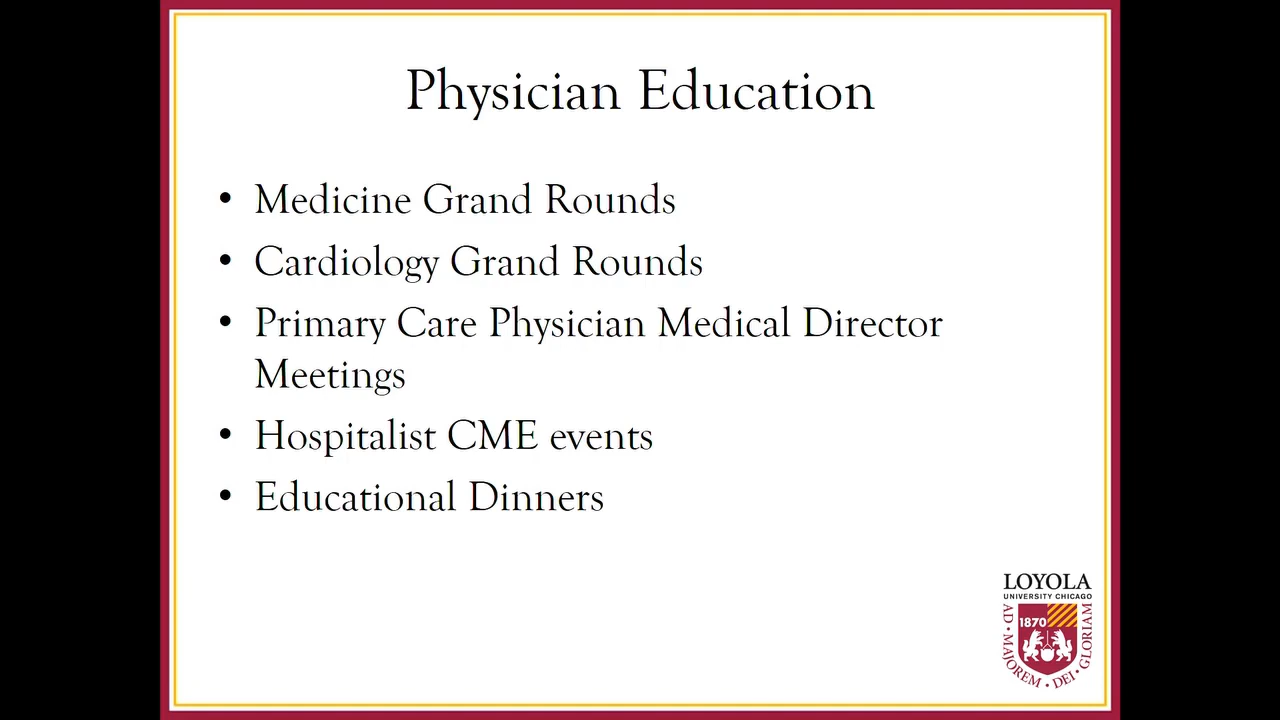 Physician Education
• Medicine Grand Rounds
• Cardiology Grand Rounds
• Primary Care Physician Medical Director
Meetings
• Hospitalist CME events
• Educational Dinners
LOYOLA
UNIVERSITY CHICAGO
1870
AD • MAJOREM • DEI • GLORIAM